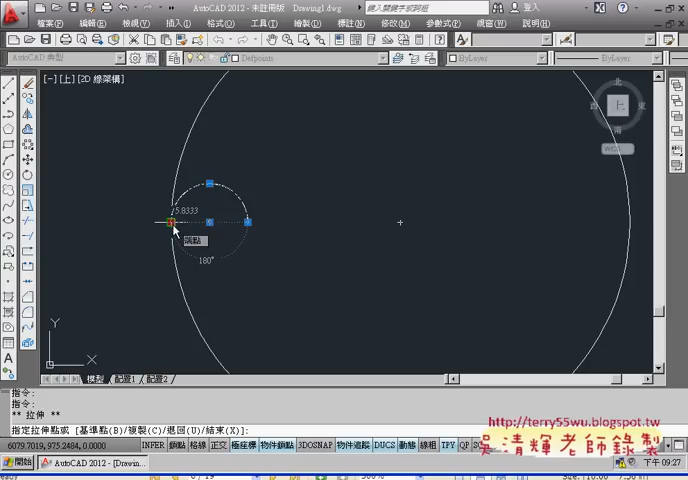 AutoCAD 2012 - 未註冊版 Drawing1.dwg
鍵入關鍵字或詞組
登入
檔案(F) 編輯(E) 檢視(V) 插入(I) 格式(O) 工具(T) 繪製(D) 標註(N) 修改(M) 參數式(P) 視窗(W) 說明(H)
AutoCAD 典型
Defpoints
ByLayer
ByLayer
[−] [上] [2D 線架構]
北
西 上 東
南
WCS
5.8333
端點
180°
Y
X
模型 配置1 配置2
指令:
指令:
** 拉伸 **
指定拉伸點或 [基準點(B)/複製(C)/退回(U)/結束(X)]:
6079.7019, 975.2484, 0.0000
INFER 鎖點 格線 正交 極座標 物件鎖點 3DOSNAP 物件追蹤 DUCS 動態 線粗 TPY QP
http://terry55wu.blogspot.tw
吳清輝老師錄製
開始
AutoCAD 2012 - [Drawin...
下午 09:27